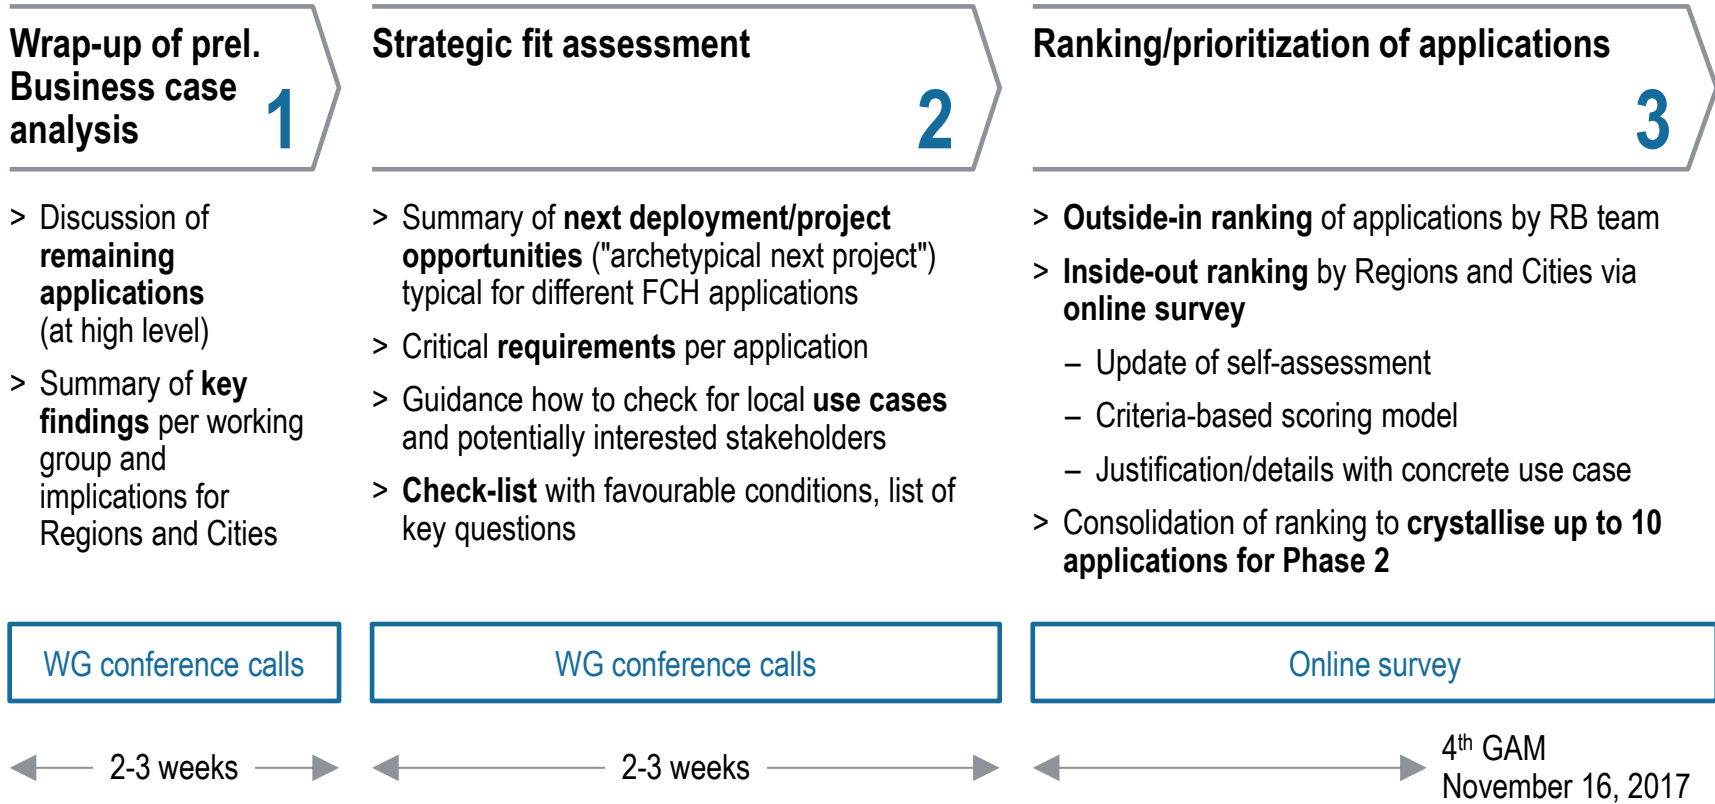 Wrap-up of prel.
Business case
analysis
1
Strategic fit assessment
2
Ranking/prioritization of applications
3
> Discussion of
remaining
applications
(at high level)
> Summary of key
findings per working
group and
implications for
Regions and Cities
> Summary of next deployment/project
opportunities ("archetypical next project")
typical for different FCH applications
> Critical requirements per application
> Guidance how to check for local use cases
and potentially interested stakeholders
> Check-list with favourable conditions, list of
key questions
> Outside-in ranking of applications by RB team
> Inside-out ranking by Regions and Cities via
online survey
– Update of self-assessment
– Criteria-based scoring model
– Justification/details with concrete use case
> Consolidation of ranking to crystallise up to 10
applications for Phase 2
WG conference calls
WG conference calls
Online survey
2-3 weeks
2-3 weeks
4th GAM
November 16, 2017